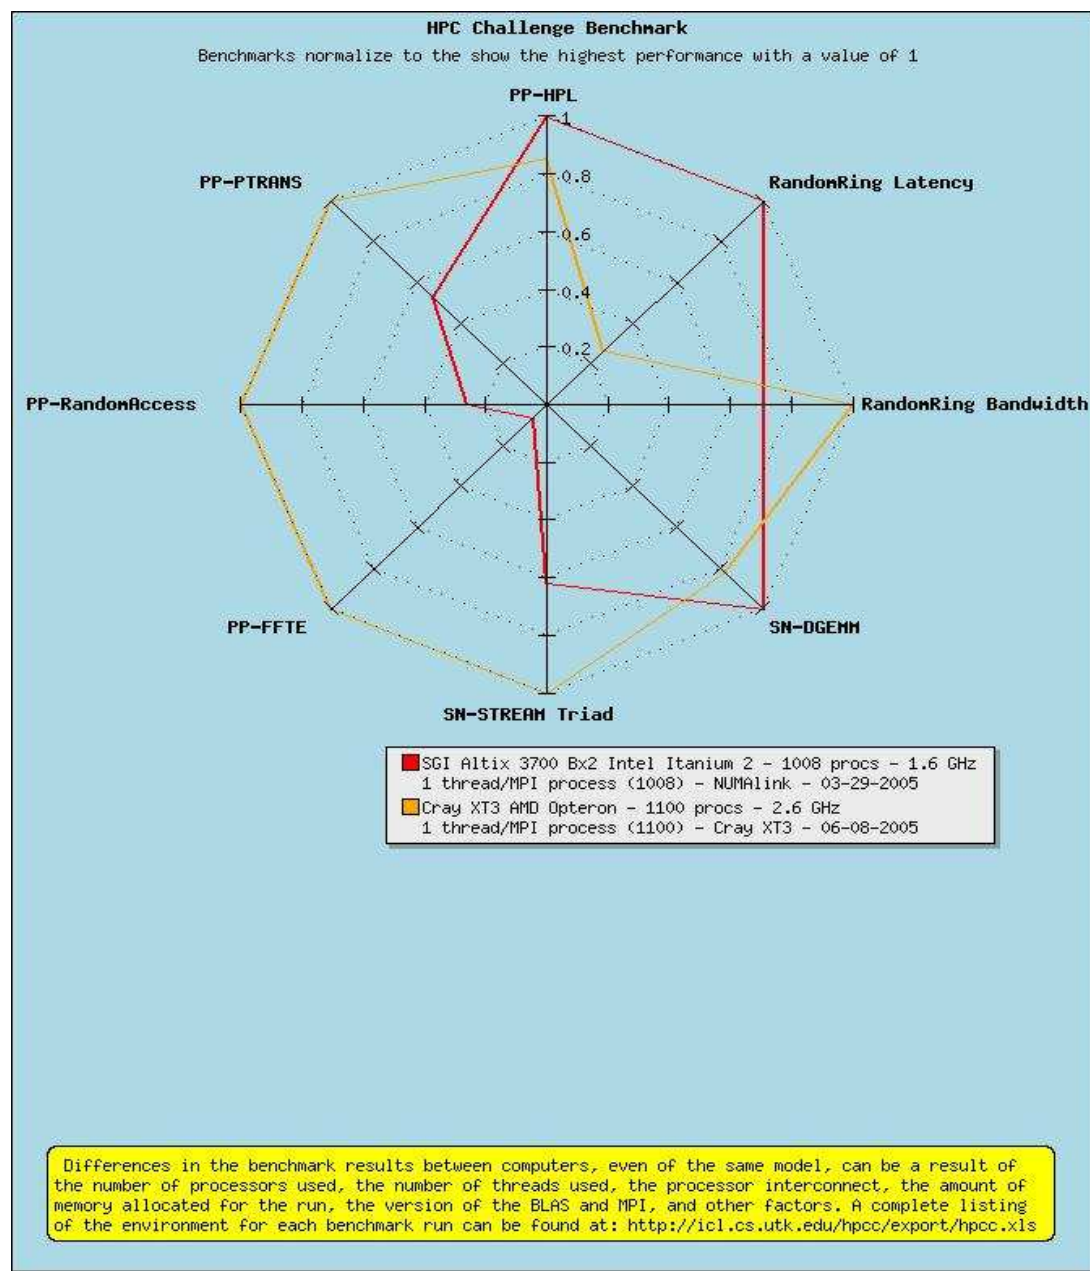 HPC Challenge Benchmark
Benchmarks normalize to the show the highest performance with a value of 1
PP-HPL
1
PP-PTRANS
RandomRing Latency
0.8
0.6
0.4
0.2
PP-RandomAccess
RandomRing Bandwidth
PP-FFTE
SN-DGEMM
SN-STREAM Triad
SGI Altix 3700 Bx2 Intel Itanium 2 - 1008 procs - 1.6 GHz
1 thread/MPI process (1008) - NUMAlink - 03-29-2005
Cray XT3 AMD Opteron - 1100 procs - 2.6 GHz
1 thread/MPI process (1100) - Cray XT3 - 06-08-2005
Differences in the benchmark results between computers, even of the same model, can be a result of
the number of processors used, the number of threads used, the processor interconnect, the amount of
memory allocated for the run, the version of the BLAS and MPI, and other factors. A complete listing
of the environment for each benchmark run can be found at: http://icl.cs.utk.edu/hpcc/export/hpcc.xls